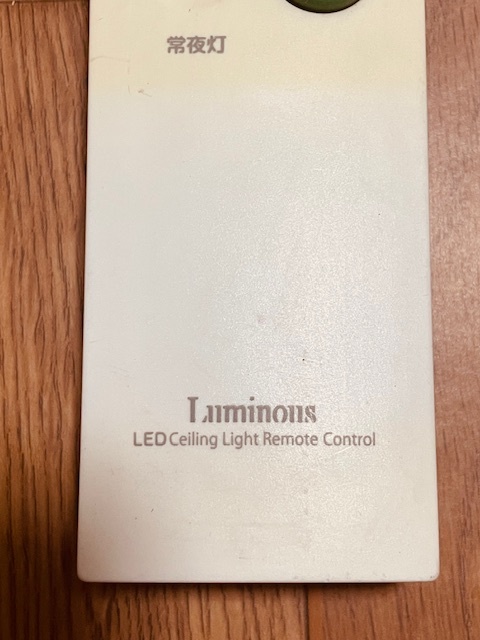 常夜灯
Luminous
LED Ceiling Light Remote Control